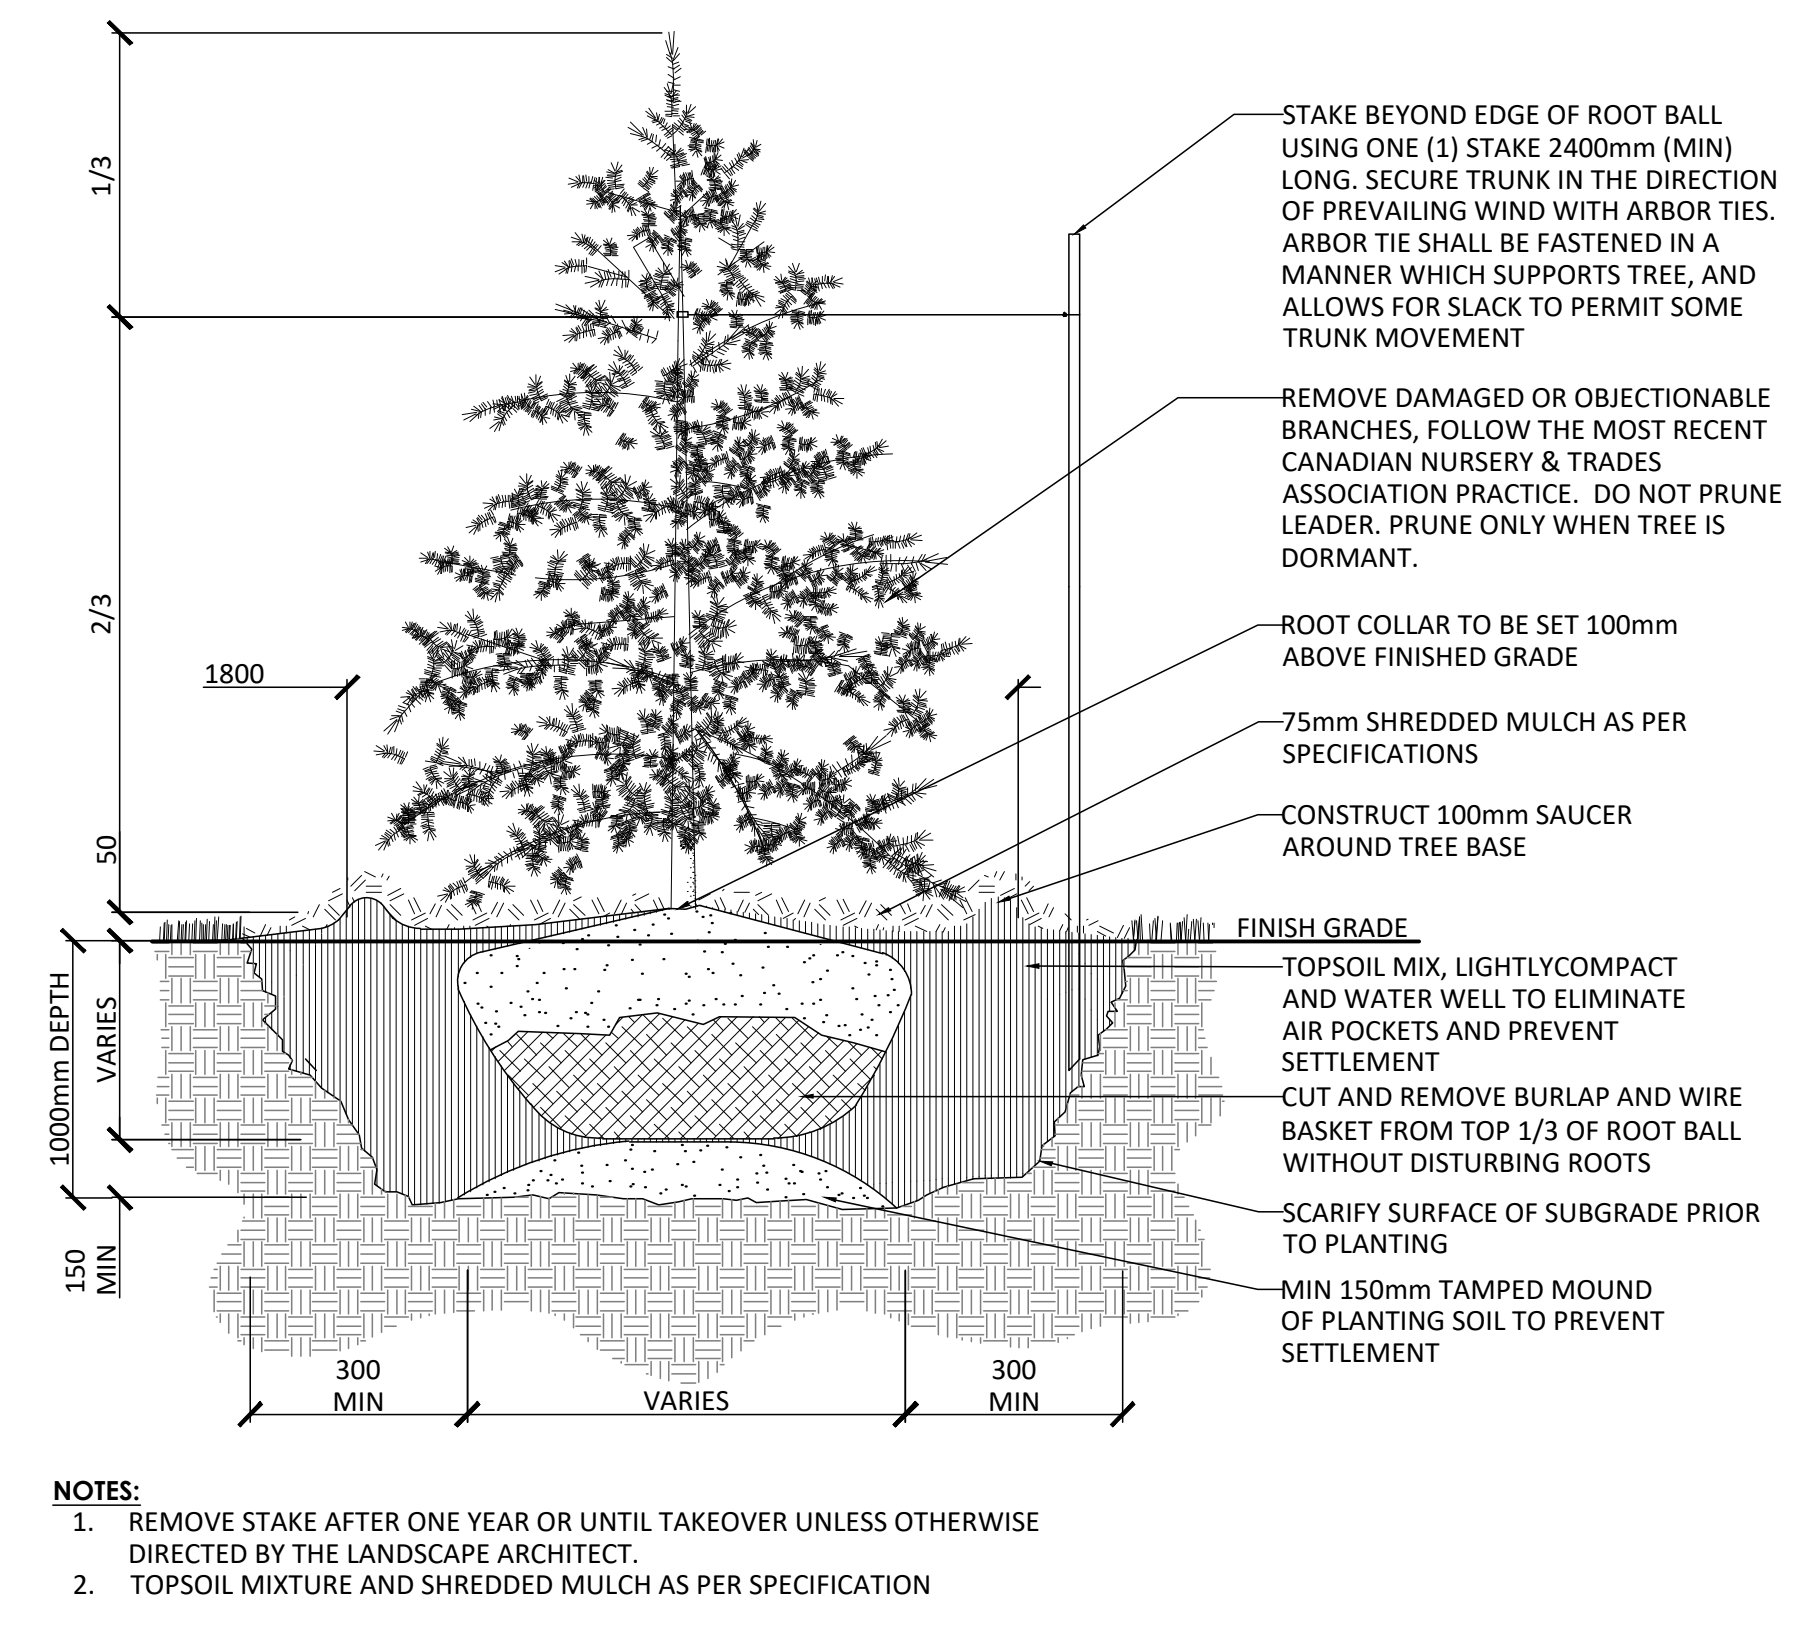 STAKE BEYOND EDGE OF ROOT BALL
USING ONE (1) STAKE 2400mm (MIN)
LONG. SECURE TRUNK IN THE DIRECTION
OF PREVAILING WIND WITH ARBOR TIES.
ARBOR TIE SHALL BE FASTENED IN A
MANNER WHICH SUPPORTS TREE, AND
ALLOWS FOR SLACK TO PERMIT SOME
TRUNK MOVEMENT
REMOVE DAMAGED OR OBJECTIONABLE
BRANCHES, FOLLOW THE MOST RECENT
CANADIAN NURSERY & TRADES
ASSOCIATION PRACTICE. DO NOT PRUNE
LEADER. PRUNE ONLY WHEN TREE IS
DORMANT.
ROOT COLLAR TO BE SET 100mm
ABOVE FINISHED GRADE
75mm SHREDDED MULCH AS PER
SPECIFICATIONS
CONSTRUCT 100mm SAUCER
AROUND TREE BASE
FINISH GRADE
TOPSOIL MIX, LIGHTLYCOMPACT
AND WATER WELL TO ELIMINATE
AIR POCKETS AND PREVENT
SETTLEMENT
CUT AND REMOVE BURLAP AND WIRE
BASKET FROM TOP 1/3 OF ROOT BALL
WITHOUT DISTURBING ROOTS
SCARIFY SURFACE OF SUBGRADE PRIOR
TO PLANTING
MIN 150mm TAMPED MOUND
OF PLANTING SOIL TO PREVENT
SETTLEMENT
1/3
2/3
1800
50
1000mm DEPTH
VARIES
150
MIN
300
MIN
VARIES
300
MIN
NOTES:
1. REMOVE STAKE AFTER ONE YEAR OR UNTIL TAKEOVER UNLESS OTHERWISE
DIRECTED BY THE LANDSCAPE ARCHITECT.
2. TOPSOIL MIXTURE AND SHREDDED MULCH AS PER SPECIFICATION